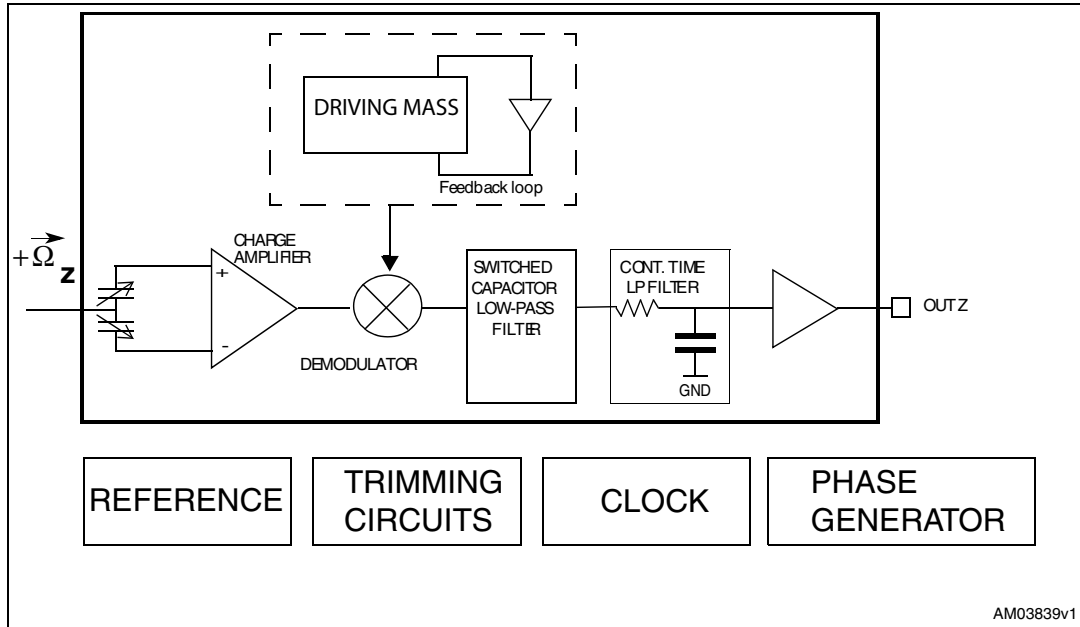 DRIVING MASS
Feedback loop
+Ω
z
CHARGE
AMPLIFIER
+
-
DEMODULATOR
SWITCHED
CAPACITOR
LOW-PASS
FILTER
CONT. TIME
LP FILTER
GND
OUTZ
REFERENCE
TRIMMING
CIRCUITS
CLOCK
PHASE
GENERATOR
AM03839v1